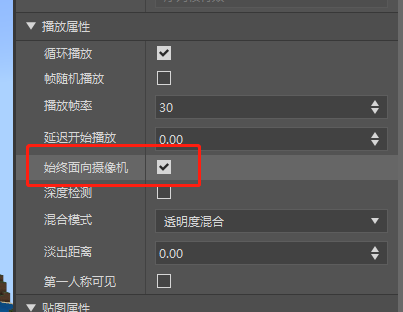 播放属性
循环播放
帧随机播放
播放帧率 30
延迟开始播放 0.00
始终面向摄像机
深度检测
混合模式 透明度混合
淡出距离 0.00
第一人称可见
贴图属性